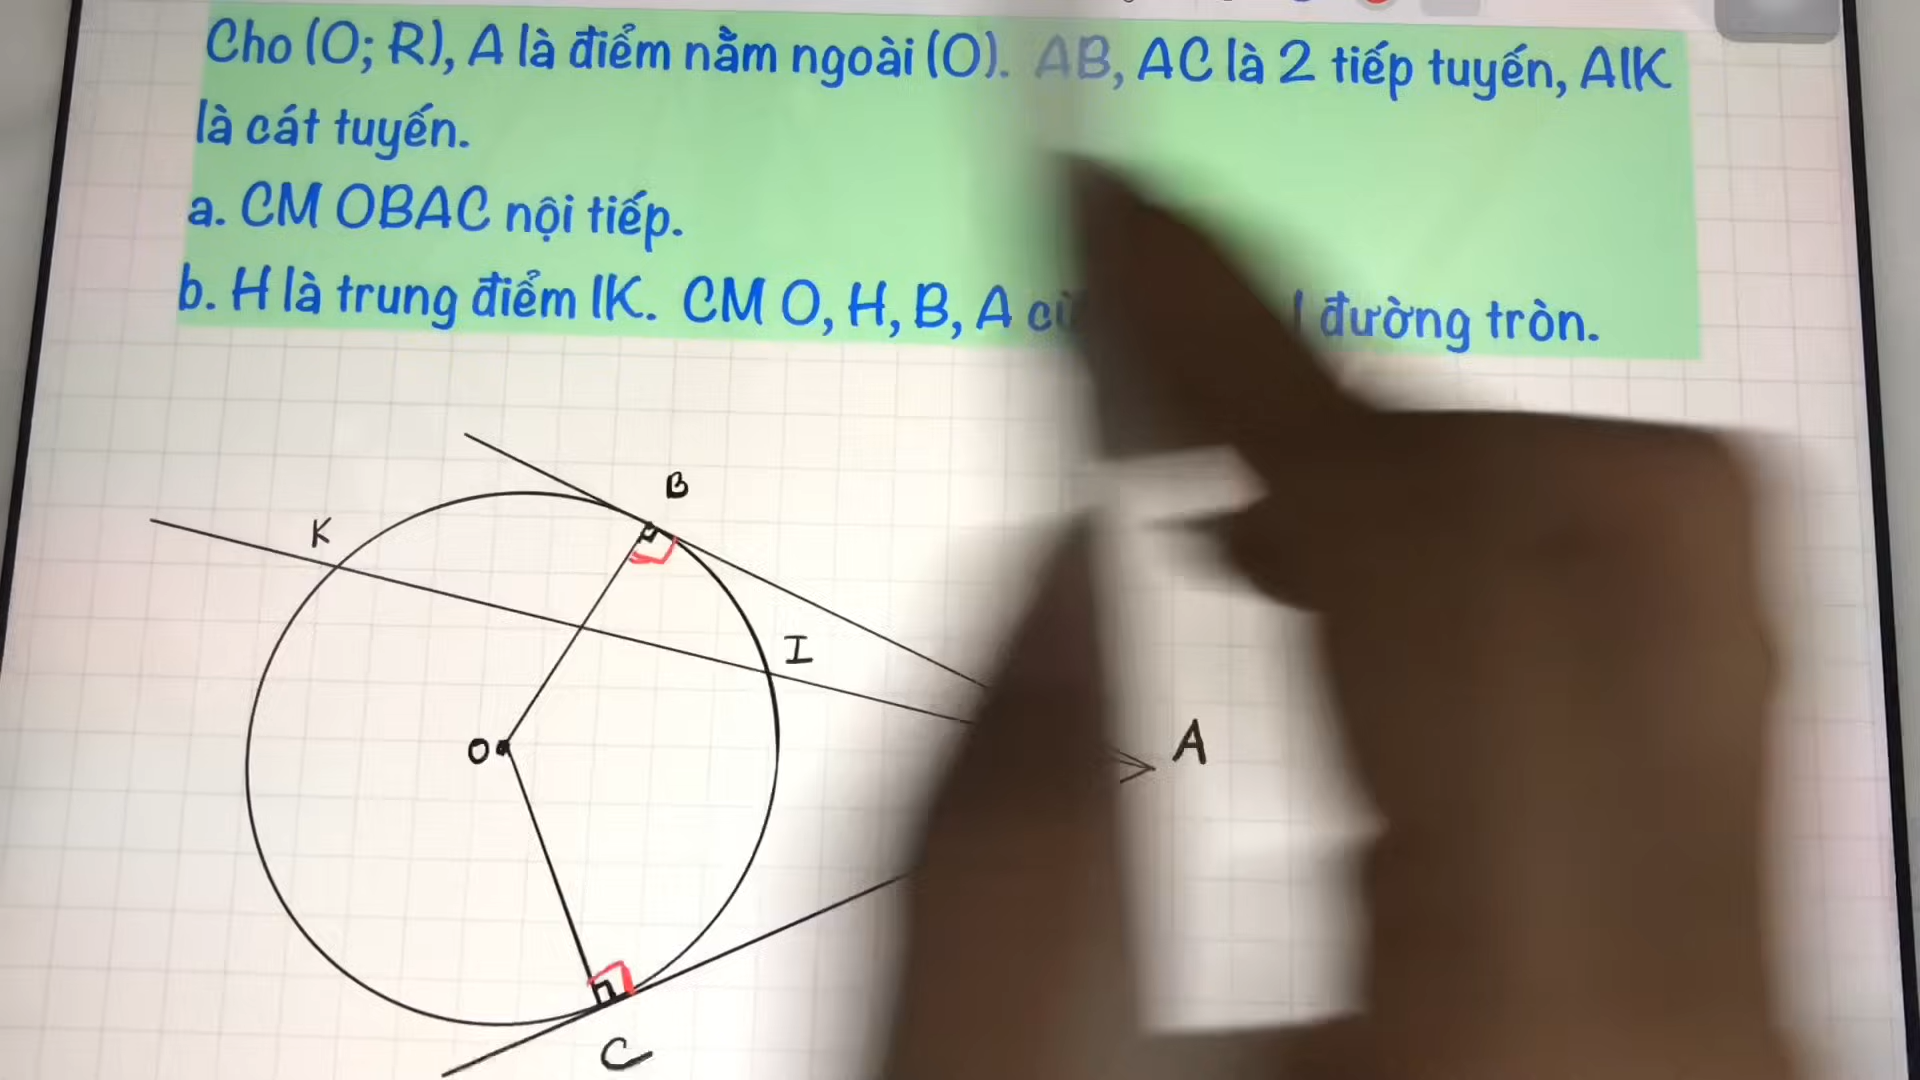 Cho (O; R), A là điểm nằm ngoài (O). AB, AC là 2 tiếp tuyến, AIK
là cát tuyến.
a. CM OBAC nội tiếp.
b. H là trung điểm IK. CM O, H, B, A đường tròn.
B
K
I
O
A
C